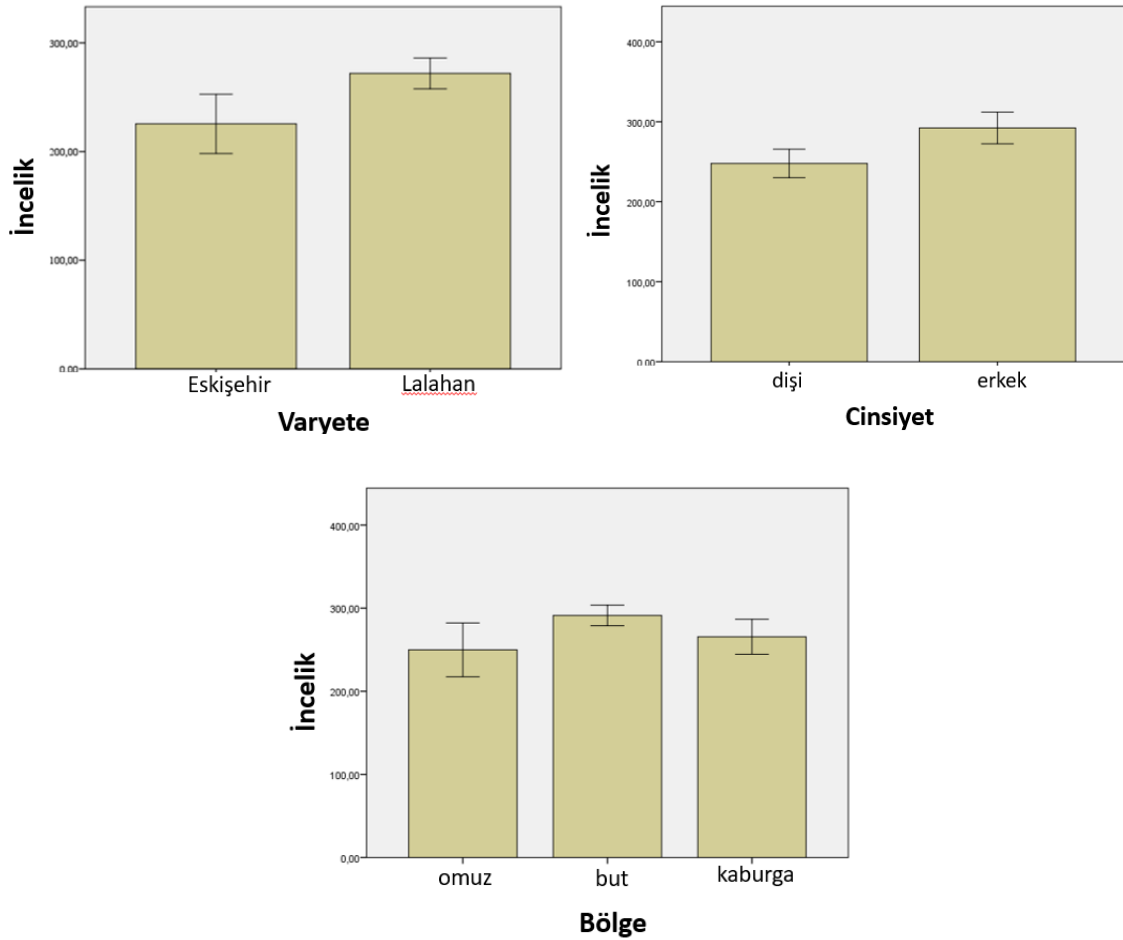 300,00
200,00
100,00
0,00
İncelik
Eskişehir
Lalahan
Varyete
400,00
300,00
200,00
100,00
0,00
İncelik
dişi
erkek
Cinsiyet
400,00
300,00
200,00
100,00
0,00
İncelik
omuz
but
kaburga
Bölge